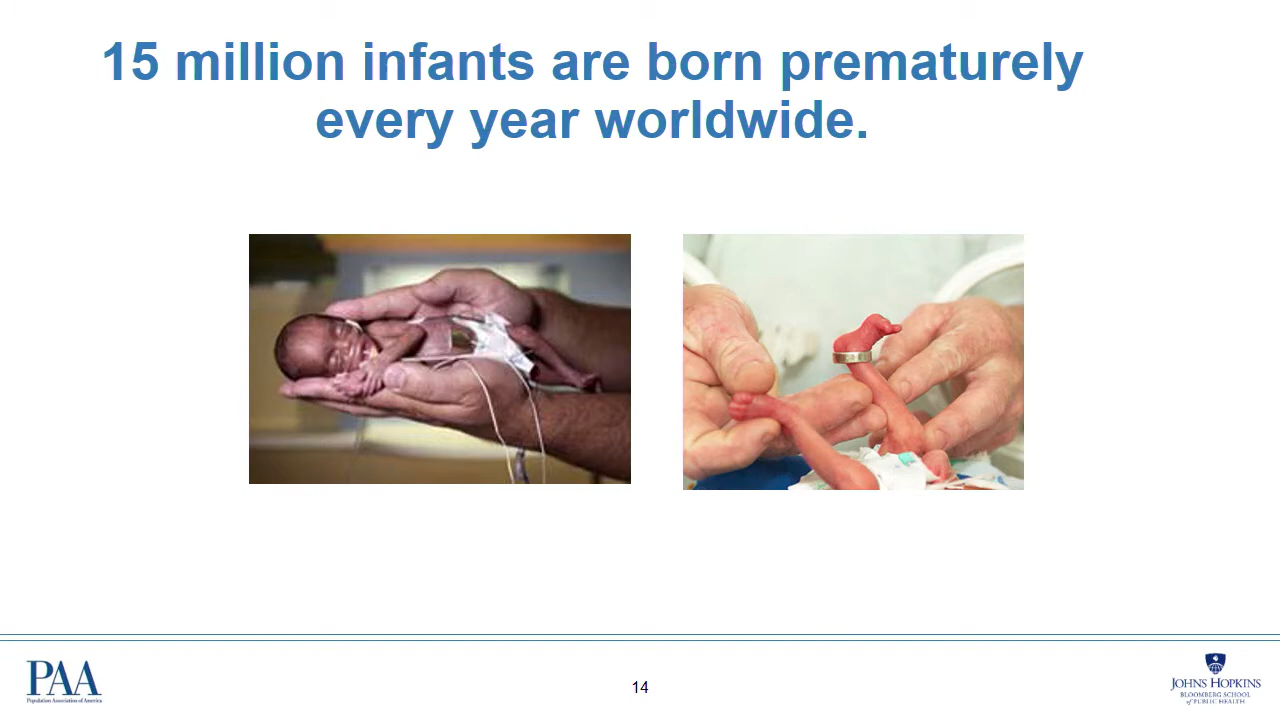 15 million infants are born prematurely
every year worldwide.
PAA
Population Association of America
14
JOHNS HOPKINS
BLOOMBERG SCHOOL
of PUBLIC HEALTH